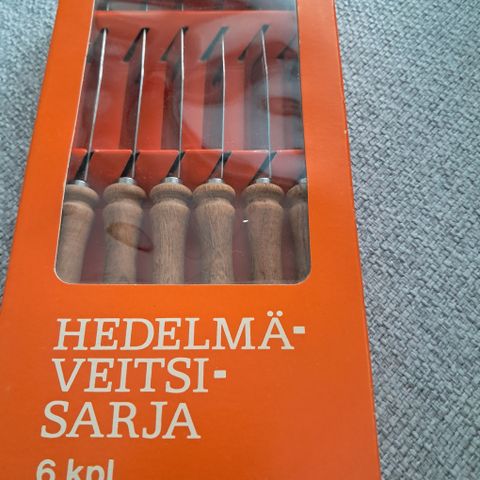 HEDELMÄ-
VEITSI-
SARJA
6 kpl